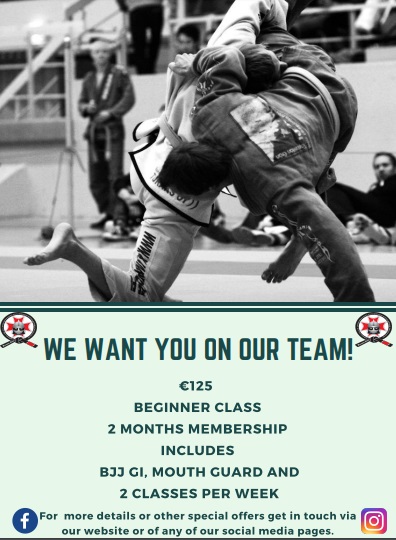 WE WANT YOU ON OUR TEAM!
€125
BEGINNER CLASS
2 MONTHS MEMBERSHIP
INCLUDES
BJJ GI, MOUTH GUARD AND
2 CLASSES PER WEEK
For more details or other special offers get in touch via
our website or of any of our social media pages.